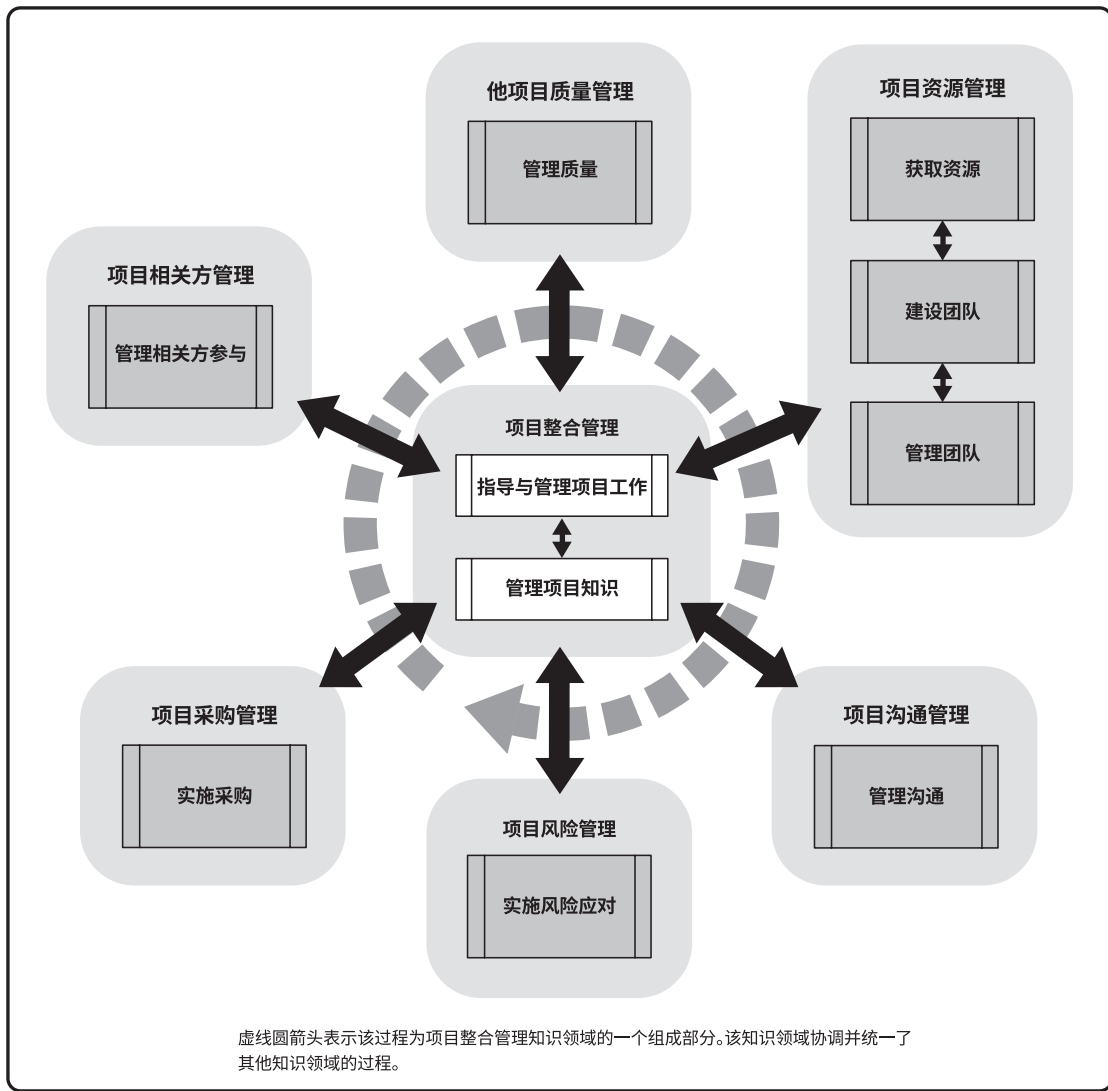 他项目质量管理
管理质量
项目资源管理
获取资源
建设团队
管理团队
项目相关方管理
管理相关方参与
项目整合管理
指导与管理项目工作
管理项目知识
项目采购管理
实施采购
项目风险管理
实施风险应对
项目沟通管理
管理沟通
虚线圆箭头表示该过程为项目整合管理知识领域的一个组成部分。该知识领域协调并统一了
其他知识领域的过程。